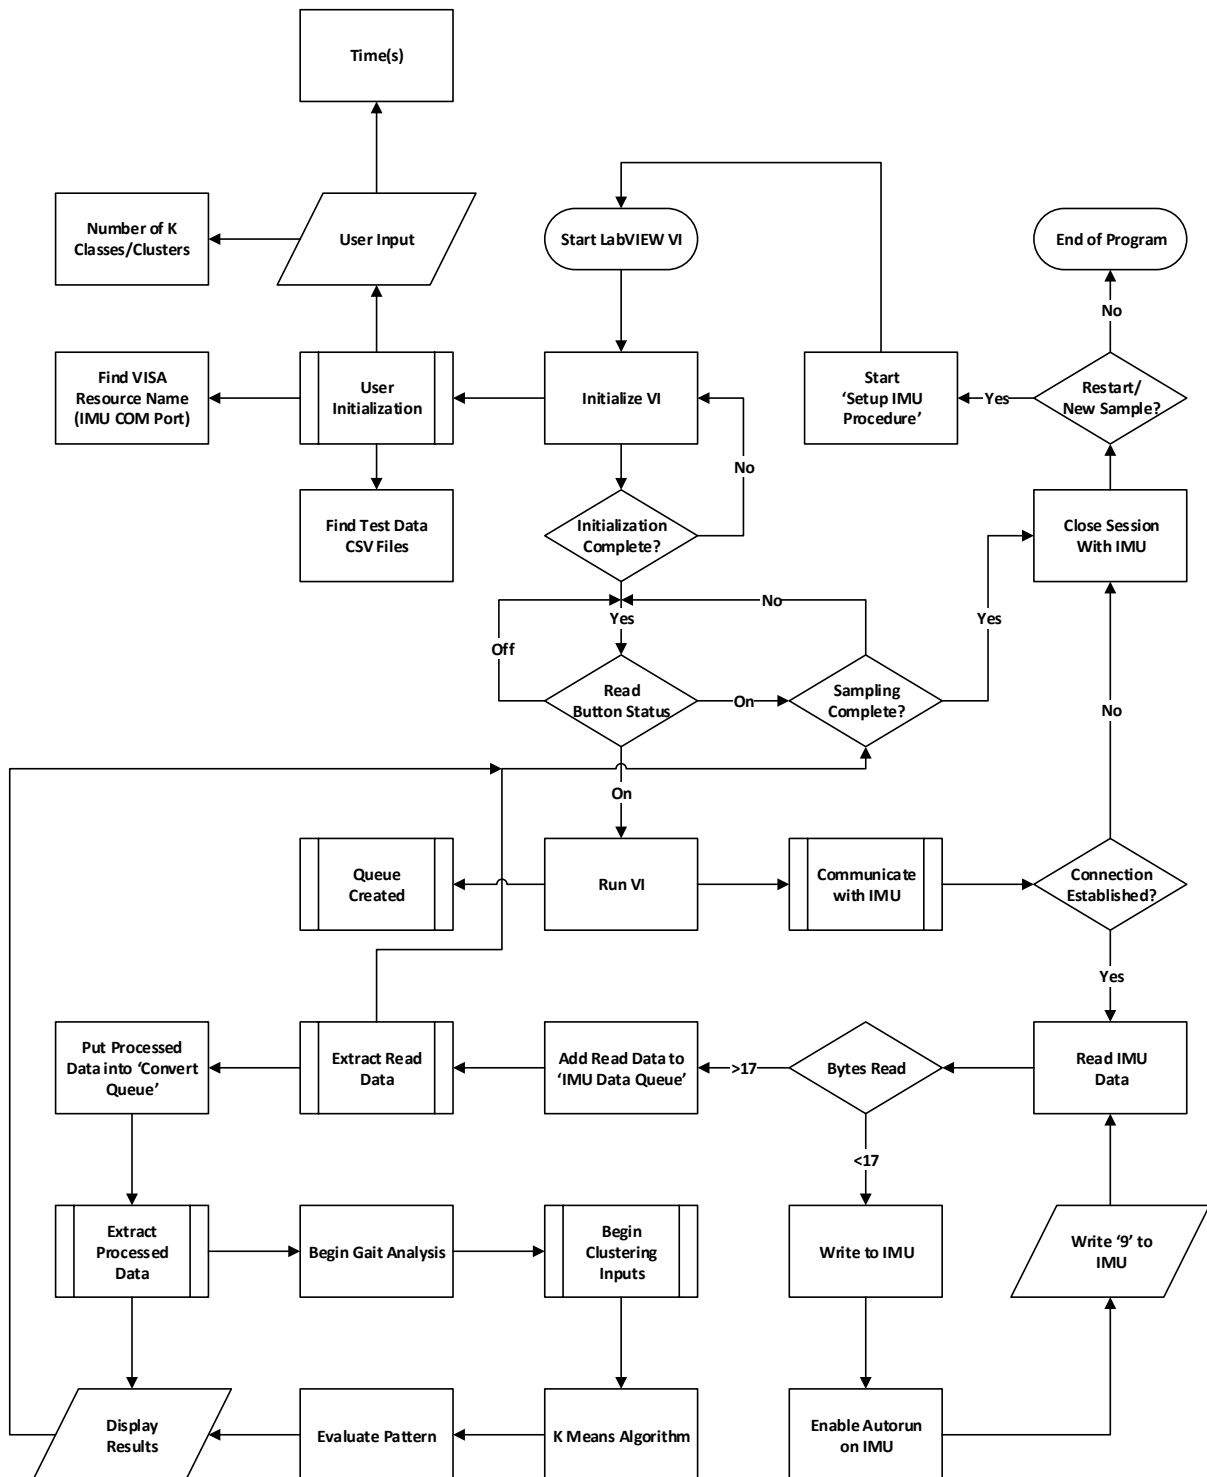 Time(s)
Number of K
Classes/Clusters
User Input
Start LabVIEW VI
End of Program
No
Find VISA
Resource Name
(IMU COM Port)
User
Initialization
Initialize VI
Start
‘Setup IMU
Procedure’
Yes
Restart/
New Sample?
No
Find Test Data
CSV Files
Initialization
Complete?
Close Session
With IMU
No
Yes
Yes
Off
Read
Button Status
On
Sampling
Complete?
No
On
Queue
Created
Run VI
Communicate
with IMU
Connection
Established?
Yes
Put Processed
Data into ‘Convert
Queue’
Extract Read
Data
Add Read Data to
‘IMU Data Queue’
>17
Bytes Read
Read IMU
Data
<17
Extract
Processed
Data
Begin Gait Analysis
Begin
Clustering
Inputs
Write to IMU
Write ‘9’ to
IMU
Display
Results
Evaluate Pattern
K Means Algorithm
Enable Autorun
on IMU